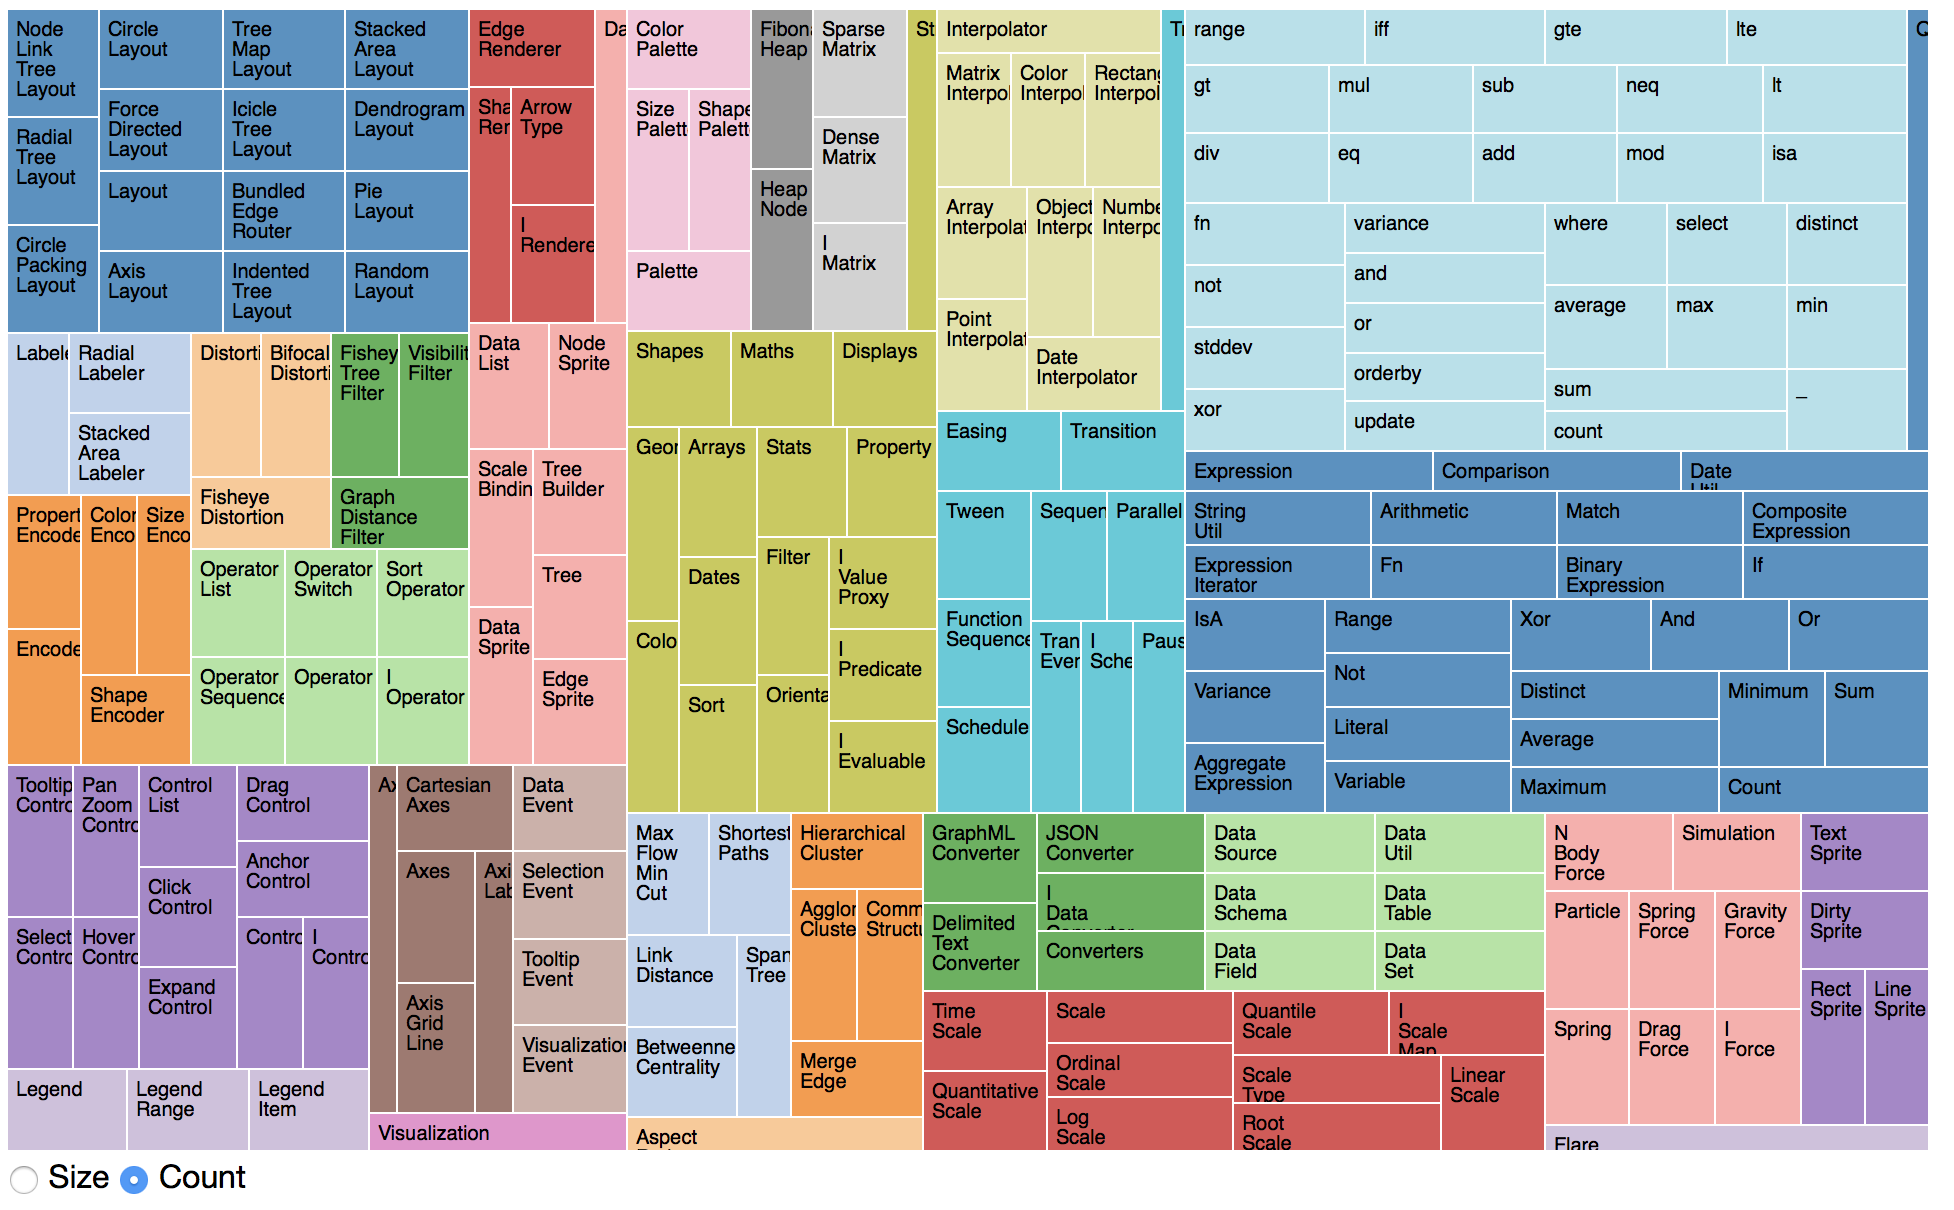 Node
Link
Tree
Layout
Radial
Tree
Layout
Circle
Packing
Layout
Circle
Layout
Force
Directed
Layout
Layout
Axis
Layout
Tree
Map
Layout
Icicle
Tree
Layout
Bundled
Edge
Router
Indented
Tree
Layout
Stacked
Area
Layout
Dendrogram
Layout
Pie
Layout
Random
Layout
Labele
Radial
Labeler
Stacked
Area
Labeler
Propert
Encode
Encode
Color
Enco
Size
Enco
Shape
Encoder
Distorti
Bifocal
Distorti
Fisheye
Distortion
Fishey
Tree
Filter
Visibilit
Filter
Graph
Distance
Filter
Operator
List
Operator
Switch
Sort
Operator
Operator
Sequence
Operator
I
Operator
Edge
Renderer
Sha
Rer
Arrow
Type
I
Rendere
Da
Data
List
Node
Sprite
Scale
Bindin
Data
Sprite
Tree
Builder
Tree
Edge
Sprite
Tooltip
Contro
Pan
Zoom
Contro
Select
Contro
Hover
Contro
Control
List
Click
Control
Expand
Control
Drag
Control
Anchor
Control
Contro
I
Contro
Ax
Cartesian
Axes
Axes
Axis
Grid
Line
Axi
Lab
Data
Event
Selection
Event
Tooltip
Event
Visualizatio
Event
Legend
Legend
Range
Legend
Item
Visualization
Color
Palette
Size
Palett
Shape
Palett
Palette
Fibon
Heap
Heap
Node
Sparse
Matrix
Dense
Matrix
I
Matrix
St
Shapes
Maths
Displays
Geor
Colo
Arrays
Dates
Sort
Stats
Property
Filter
Orienta
I
Value
Proxy
I
Predicate
I
Evaluable
Interpolator
Matrix
Interpol
Color
Interpol
Rectang
Interpol
Array
Interpolat
Point
Interpolat
Object
Interpo
Numbe
Interpo
Date
Interpolator
Tr
Easing
Transition
Tween
Function
Sequence
Schedule
Sequen
Parallel
Tran
Ever
I
Sche
Paus
range
iff
gte
lte
gt
mul
sub
neq
lt
div
eq
add
mod
isa
fn
not
stddev
xor
variance
and
or
orderby
update
where
select
distinct
average
max
min
sum
count
_
Q
Expression
Comparison
Date
Util
String
Util
Arithmetic
Match
Composite
Expression
Expression
Iterator
Fn
Binary
Expression
If
IsA
Variance
Aggregate
Expression
Range
Not
Literal
Variable
Xor
And
Or
Distinct
Average
Minimum
Sum
Maximum
Count
Max
Flow
Min
Cut
Shortest
Paths
Link
Distance
Betweenne
Centrality
Span
Tree
Hierarchical
Cluster
Agglor
Cluste
Comm
Structu
Merge
Edge
Aspect
GraphML
Converter
Delimited
Text
Converter
JSON
Converter
I
Data
Converter
Converters
Data
Source
Data
Util
Data
Schema
Data
Table
Data
Field
Data
Set
Time
Scale
Quantitative
Scale
Scale
Ordinal
Scale
Log
Scale
Quantile
Scale
I
Scale
Map
Scale
Type
Root
Scale
Linear
Scale
N
Body
Force
Simulation
Particle
Spring
Force
Gravity
Force
Spring
Drag
Force
I
Force
Text
Sprite
Dirty
Sprite
Rect
Sprite
Line
Sprite
Flare
Size
Count